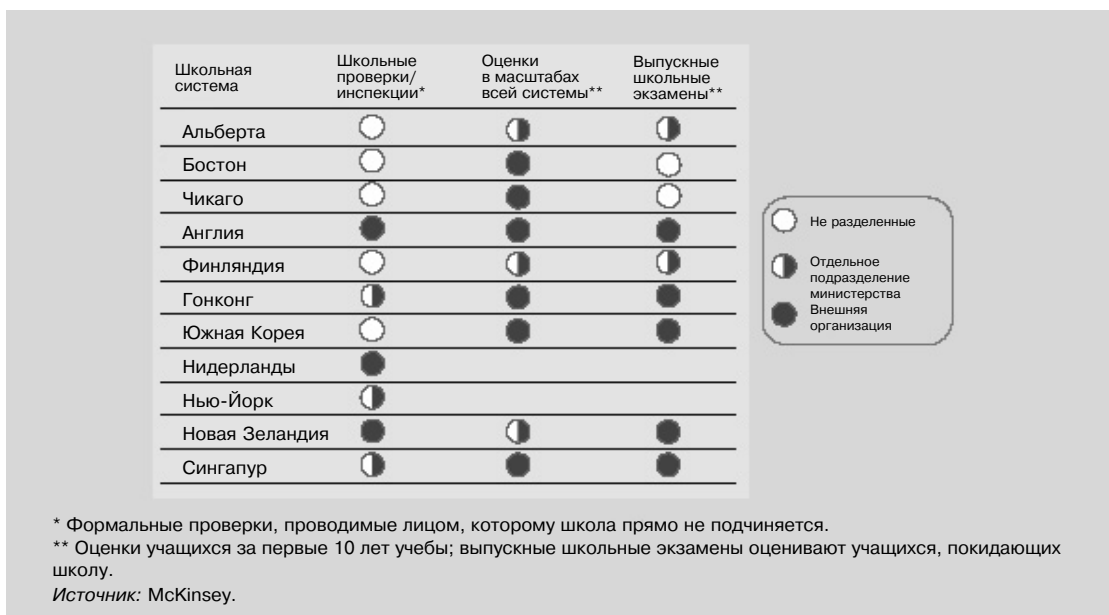 Школьная система
Школьные проверки/ инспекции*
Оценки в масштабах всей системы**
Выпускные школьные экзамены**
Альберта
Бостон
Чикаго
Англия
Финляндия
Гонконг
Южная Корея
Нидерланды
Нью-Йорк
Новая Зеландия
Сингапур
Не разделенные
Отдельное
подразделение
министерства
Внешняя
организация
* Формальные проверки, проводимые лицом, которому школа прямо не подчиняется.
** Оценки учащихся за первые 10 лет учебы; выпускные школьные экзамены оценивают учащихся, покидающих
школу.
Источник: McKinsey.